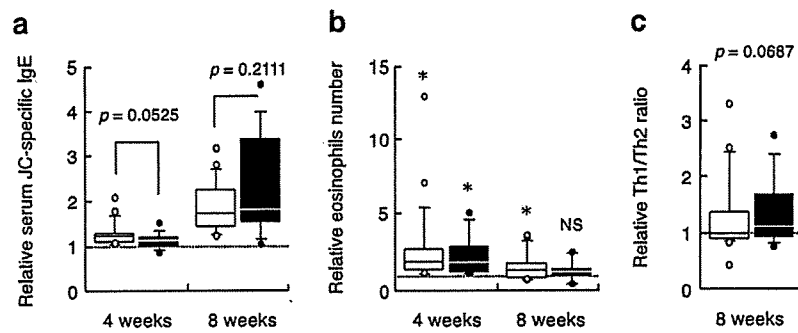 a
Relative serum JC-specific IgE
5
4
3
2
1
0
p = 0.0525
p = 0.2111
4 weeks
8 weeks
b
Relative eosinophils number
15
10
5
0
*
*
*
NS
4 weeks
8 weeks
c
Relative Th1/Th2 ratio
p = 0.0687
4
3
2
1
0
8 weeks